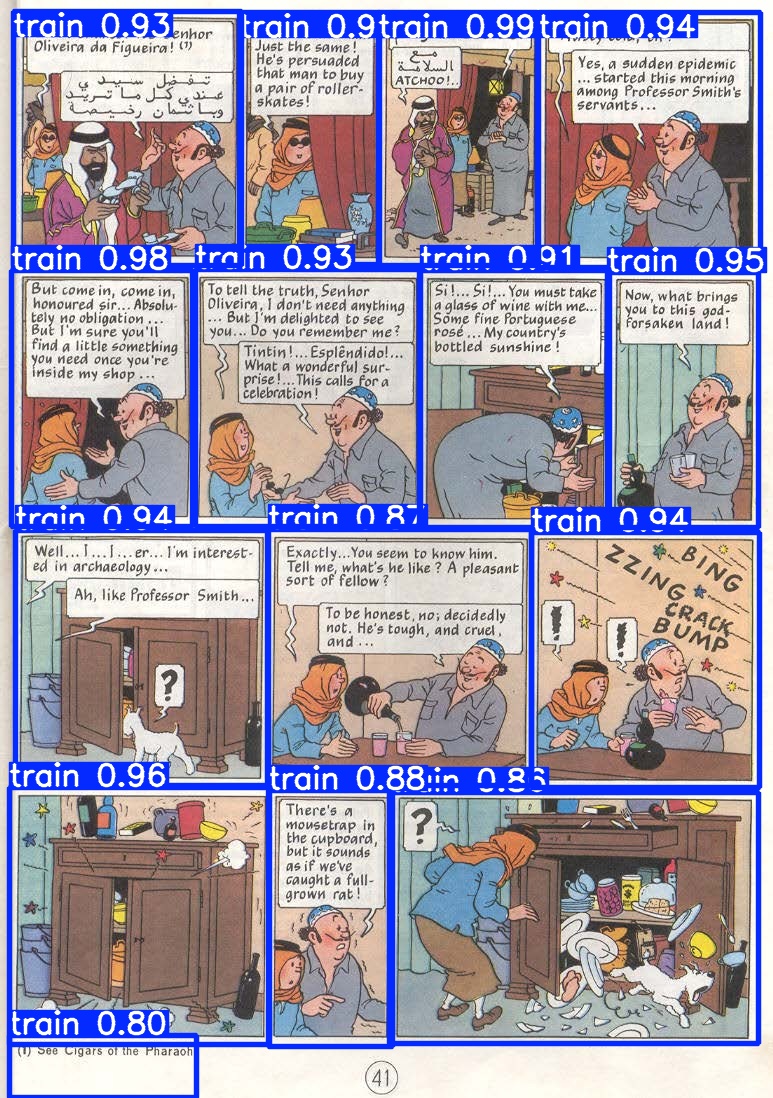 train 0.93
Oliveira da Figueira! (1)
تفضل سيدي
عندي كل ما تريد
وبأثمان رخيصة
train 0.9
Just the same!
He's persuaded
that man to buy
a pair of roller-
skates!
train 0.99
مع
السلامة
ATCHOO!..
train 0.94
Yes, a sudden epidemic
... started this morning
among Professor Smith's
servants...
train 0.98
But come in, come in,
honoured sir... Absolu-
tely no obligation...
But I'm sure you'll
find a little something
you need once you're
inside my shop...
train 0.93
To tell the truth, Senhor
Oliveira, I don't need anything
... But I'm delighted to see
you... Do you remember me?
Tintin!... Esplêndido!...
What a wonderful sur-
prise!... This calls for a
celebration!
train 0.91
Si!... Si!... You must take
a glass of wine with me...
Some fine Portuguese
rosé... My country's
bottled sunshine!
train 0.95
Now, what brings
you to this god-
forsaken land!
train 0.94
Well...I...I...er... I'm interest-
ed in archaeology...
Ah, like Professor Smith...
?
train 0.87
Exactly...You seem to know him.
Tell me, what's he like? A pleasant
sort of fellow?
To be honest, no; decidedly
not. He's tough, and cruel,
and...
train 0.94
BING
ZZING
CRACK
BUMP
!
!
train 0.96
train 0.88
There's a
mousetrap in
the cupboard,
but it sounds
as if we've
caught a full-
grown rat!
0.86
?
train 0.80
(1) See Cigars of the Pharaoh
41